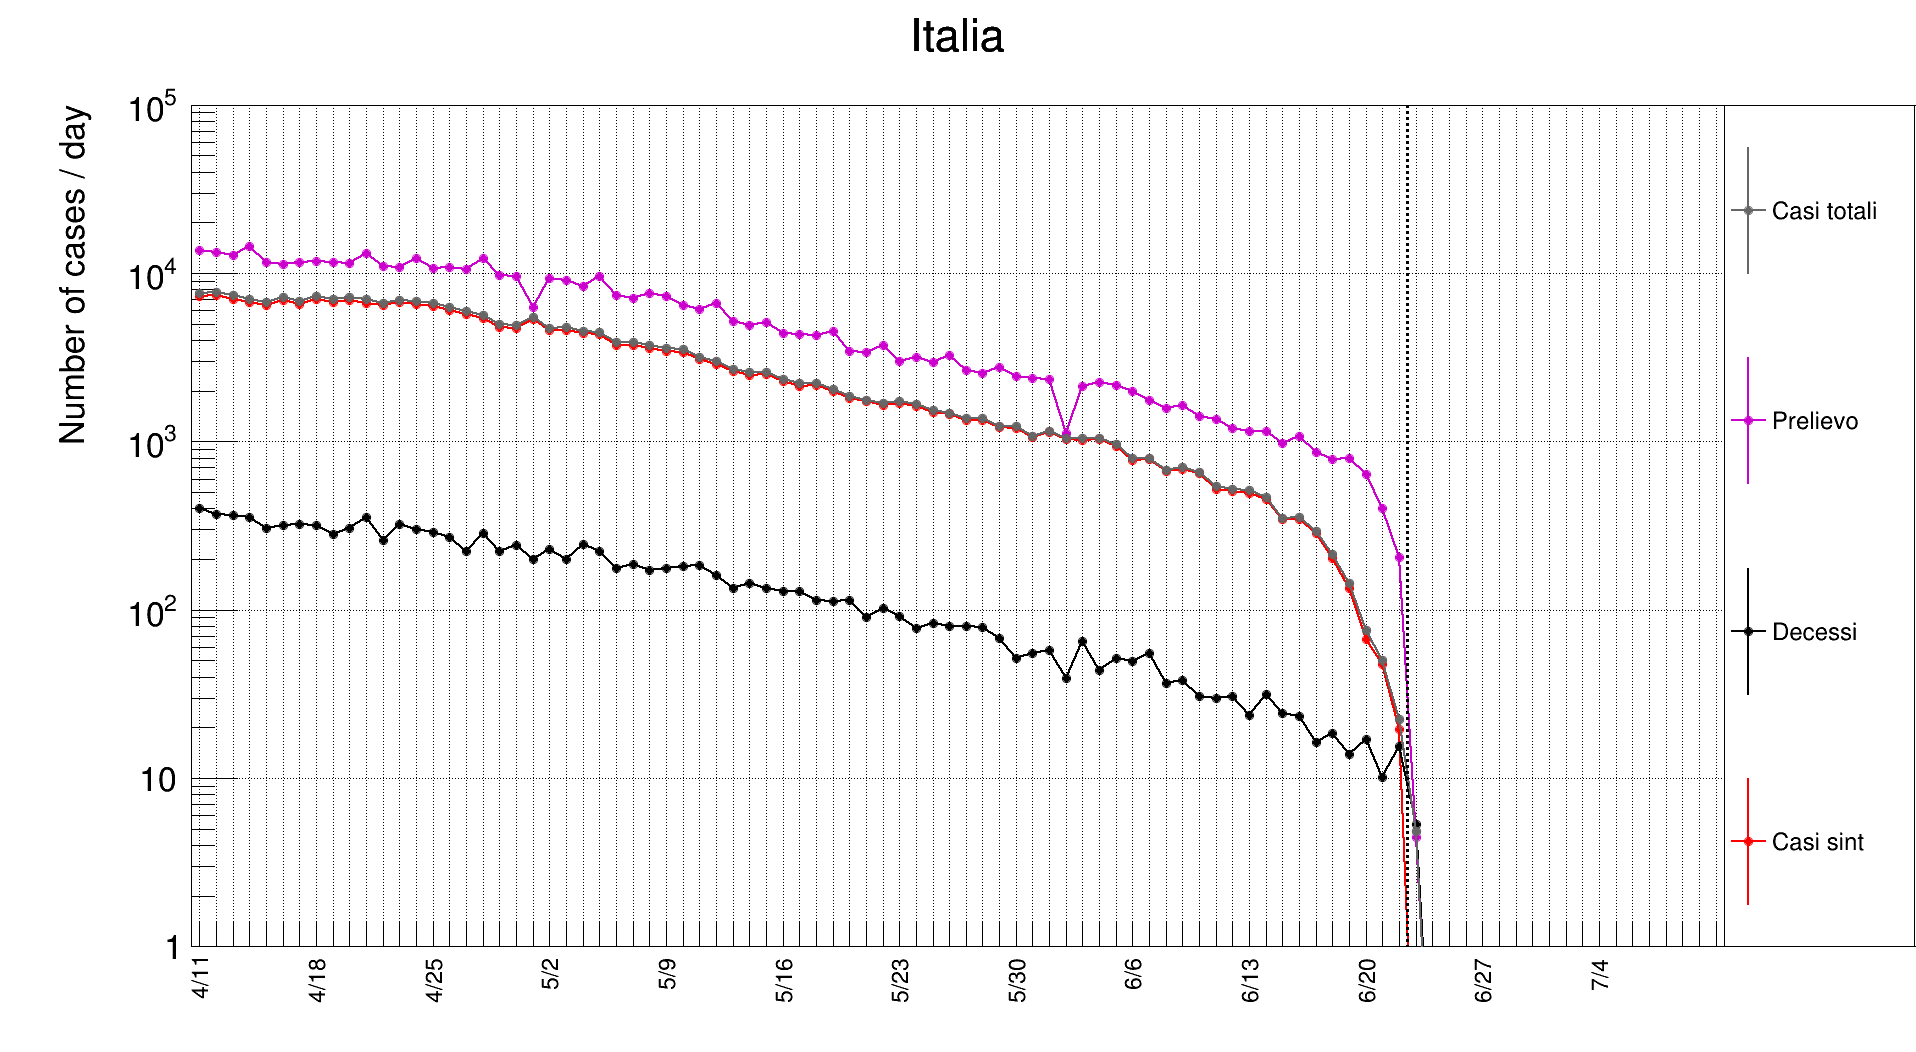 Italia
Number of cases / day
10^5
10^4
10^3
10^2
10
1
4/11 4/18 4/25 5/2 5/9 5/16 5/23 5/30 6/6 6/13 6/20 6/27 7/4
Casi totali
Prelievo
Decessi
Casi sint